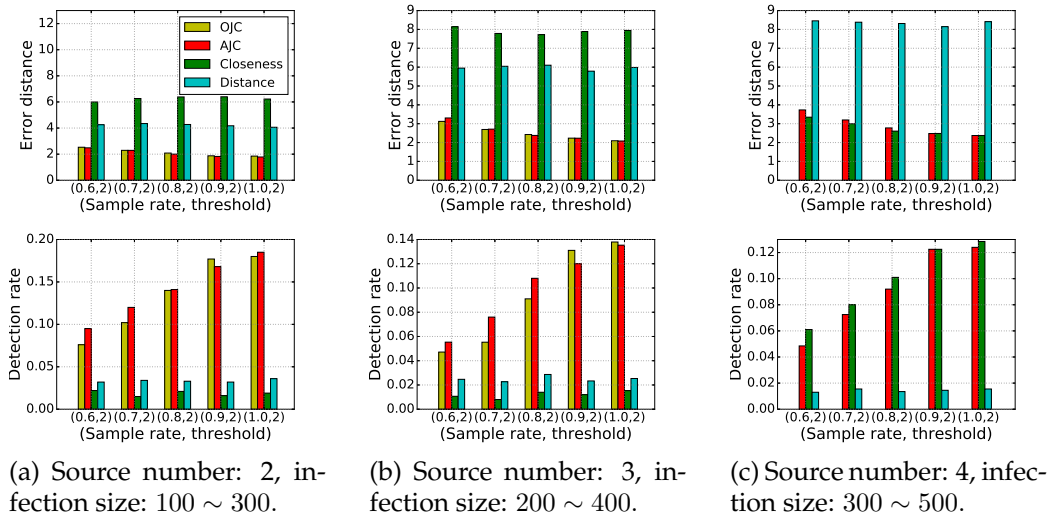 OJC
AJC
Closeness
Distance
Error distance
12
10
8
6
4
2
0
(0.6,2) (0.7,2) (0.8,2) (0.9,2) (1.0,2)
(Sample rate, threshold)
Error distance
9
8
7
6
5
4
3
2
1
0
(0.6,2) (0.7,2) (0.8,2) (0.9,2) (1.0,2)
(Sample rate, threshold)
Error distance
9
8
7
6
5
4
3
2
1
0
(0.6,2) (0.7,2) (0.8,2) (0.9,2) (1.0,2)
(Sample rate, threshold)
Detection rate
0.20
0.15
0.10
0.05
0.00
(0.6,2) (0.7,2) (0.8,2) (0.9,2) (1.0,2)
(Sample rate, threshold)
Detection rate
0.14
0.12
0.10
0.08
0.06
0.04
0.02
0.00
(0.6,2) (0.7,2) (0.8,2) (0.9,2) (1.0,2)
(Sample rate, threshold)
Detection rate
0.12
0.10
0.08
0.06
0.04
0.02
0.00
(0.6,2) (0.7,2) (0.8,2) (0.9,2) (1.0,2)
(Sample rate, threshold)
(a) Source number: 2, in-
fection size: 100 ∼ 300.
(b) Source number: 3, in-
fection size: 200 ∼ 400.
(c) Source number: 4, infec-
tion size: 300 ∼ 500.